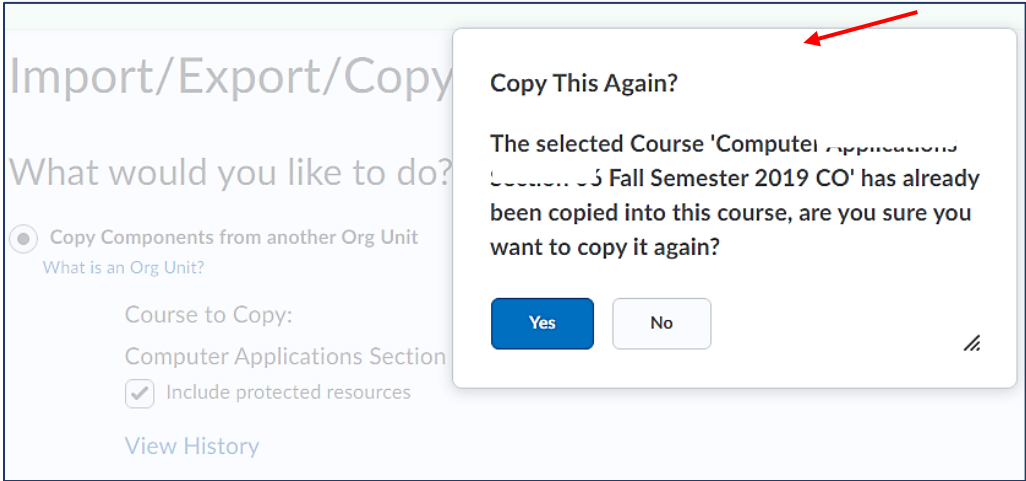 Import/Export/Copy
What would you like to do?
Copy Components from another Org Unit
What is an Org Unit?
Course to Copy:
Computer Applications Section
Include protected resources
View History
Copy This Again?
The selected Course 'Computer Applications
Section Fall Semester 2019 CO' has already
been copied into this course, are you sure you
want to copy it again?
Yes
No